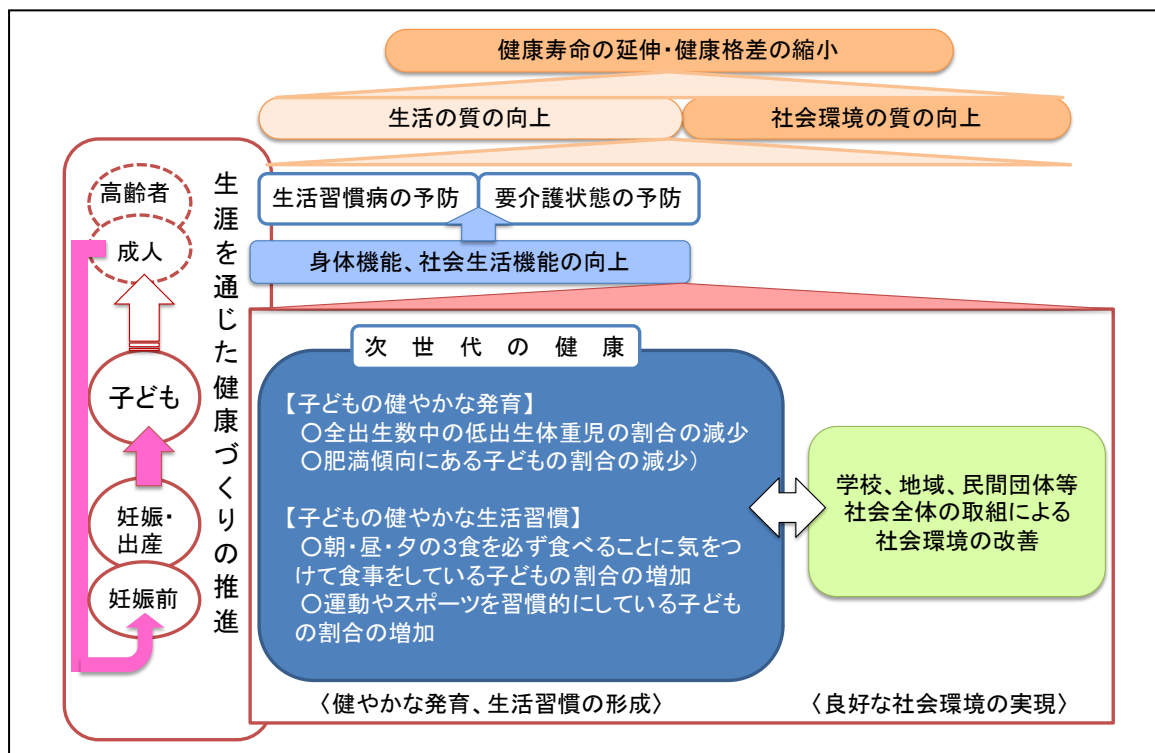 健康寿命の延伸・健康格差の縮小
生活の質の向上
社会環境の質の向上
生涯を通じた健康づくりの推進
高齢者
成人
子ども
妊娠・
出産
妊娠前
生活習慣病の予防
要介護状態の予防
身体機能、社会生活機能の向上
次世代の健康
【子どもの健やかな発育】
○全出生数中の低出生体重児の割合の減少
○肥満傾向にある子どもの割合の減少)
【子どもの健やかな生活習慣】
○朝・昼・夕の3食を必ず食べることに気をつ
けて食事をしている子どもの割合の増加
○運動やスポーツを習慣的にしている子ども
の割合の増加
学校、地域、民間団体等
社会全体の取組による
社会環境の改善
〈健やかな発育、生活習慣の形成〉
〈良好な社会環境の実現〉